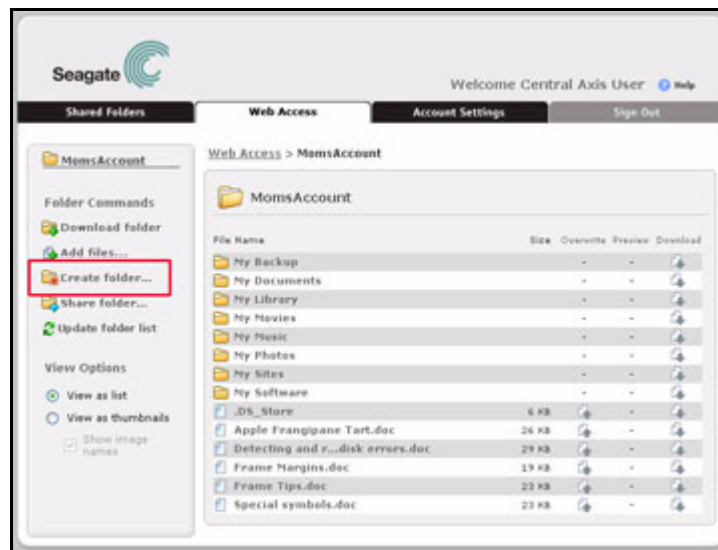 Seagate
Welcome Central Axis User Help
Shared Folders Web Access Account Settings Sign Out
MomsAccount
Web Access > MomsAccount
Folder Commands
MomsAccount
Download folder
Add files...
File Name Size Overwrite Preview Download
Create folder...
My Backup - -
My Documents - -
Share folder...
My Library - -
Update folder list
My Movies - -
My Music - -
View Options
My Photos - -
My Sites - -
View as list
My Software - -
View as thumbnails
.DS_Store 6 KB -
Show image
names
Apple Frangipane Tart.doc 26 KB -
Detecting and r...disk errors.doc 29 KB -
Frame Margins.doc 19 KB -
Frame Tips.doc 23 KB -
Special symbols.doc 23 KB -